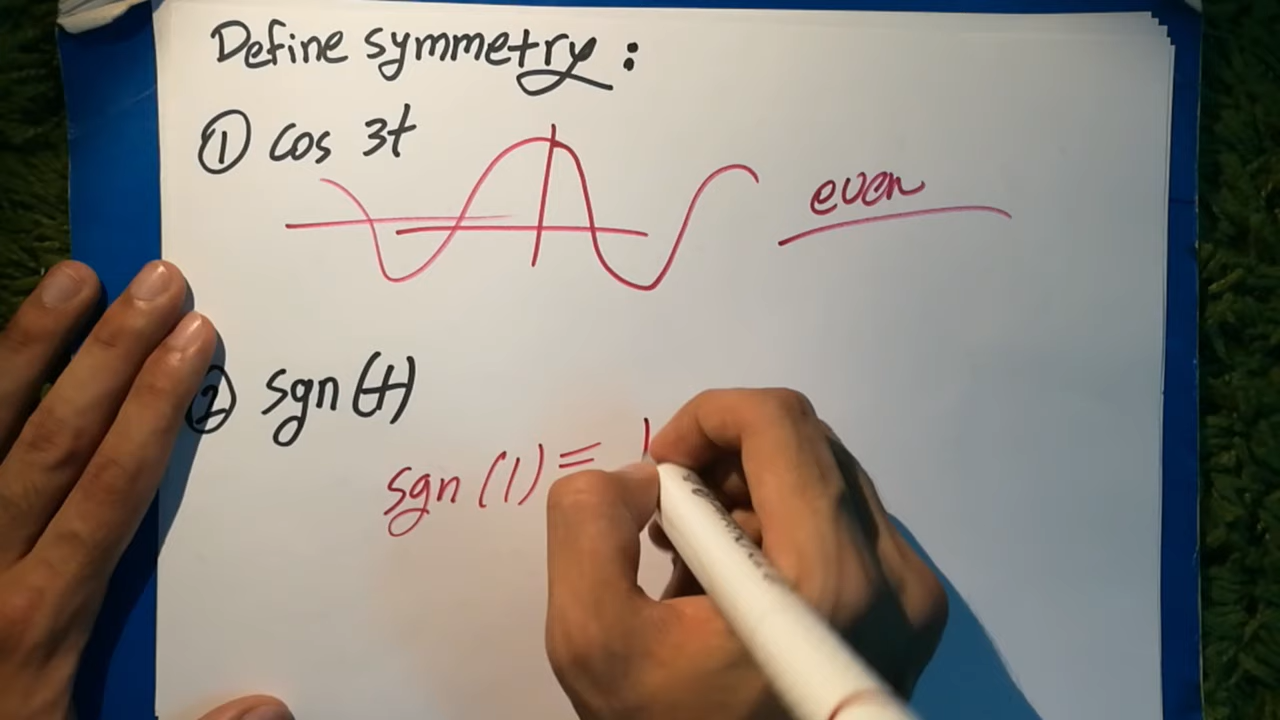 Define symmetry :
① cos 3t
even
② sgn(t)
sgn (1) = 1